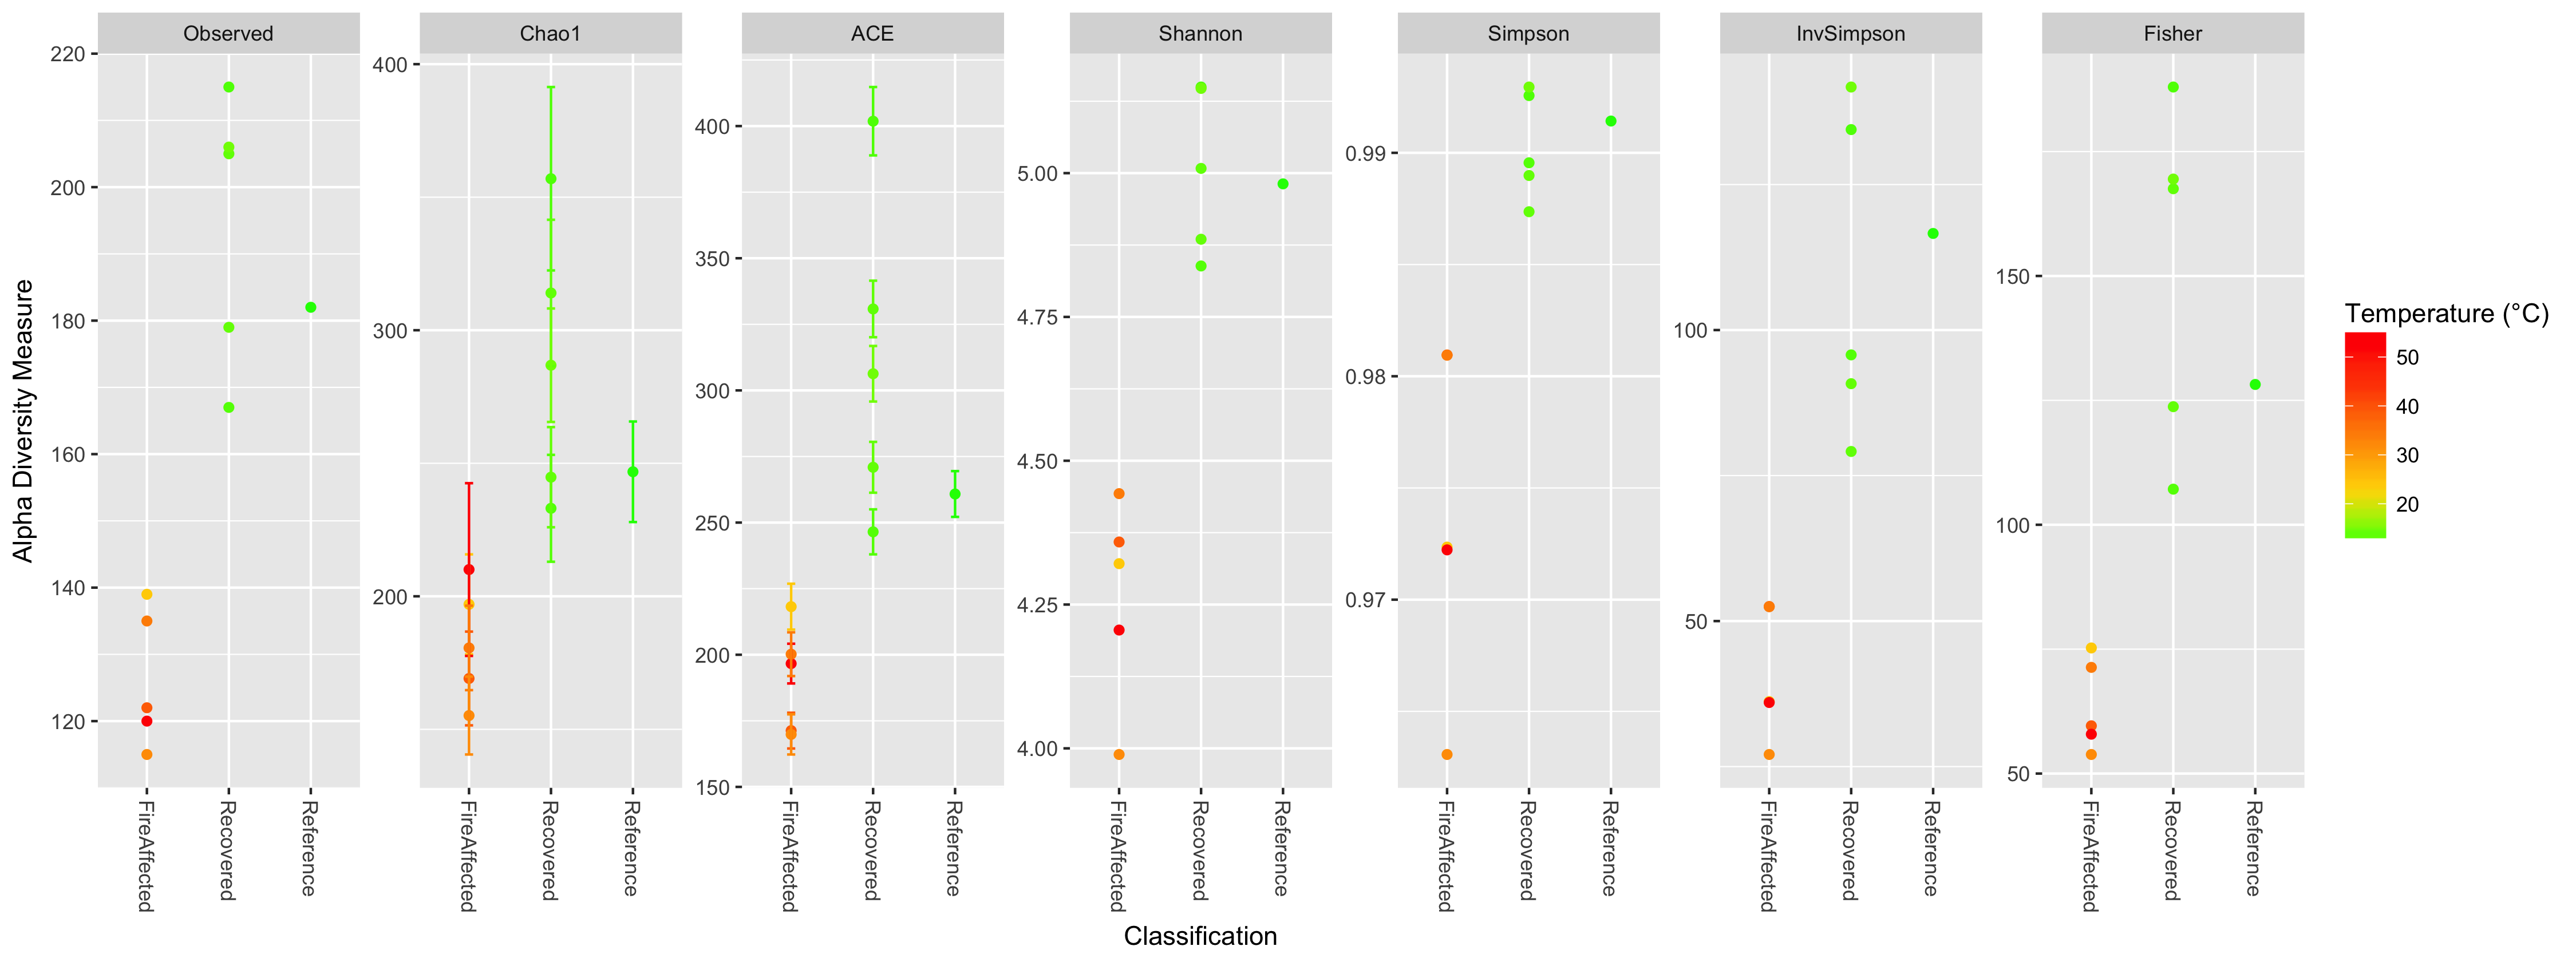 Observed
Chao1
ACE
Shannon
Simpson
InvSimpson
Fisher
Alpha Diversity Measure
220
200
180
160
140
120
400
300
200
400
350
300
250
200
150
5.00
4.75
4.50
4.25
4.00
0.99
0.98
0.97
100
50
150
100
50
FireAffected
Recovered
Reference
FireAffected
Recovered
Reference
FireAffected
Recovered
Reference
FireAffected
Recovered
Reference
FireAffected
Recovered
Reference
FireAffected
Recovered
Reference
FireAffected
Recovered
Reference
Classification
Temperature (°C)
50
40
30
20